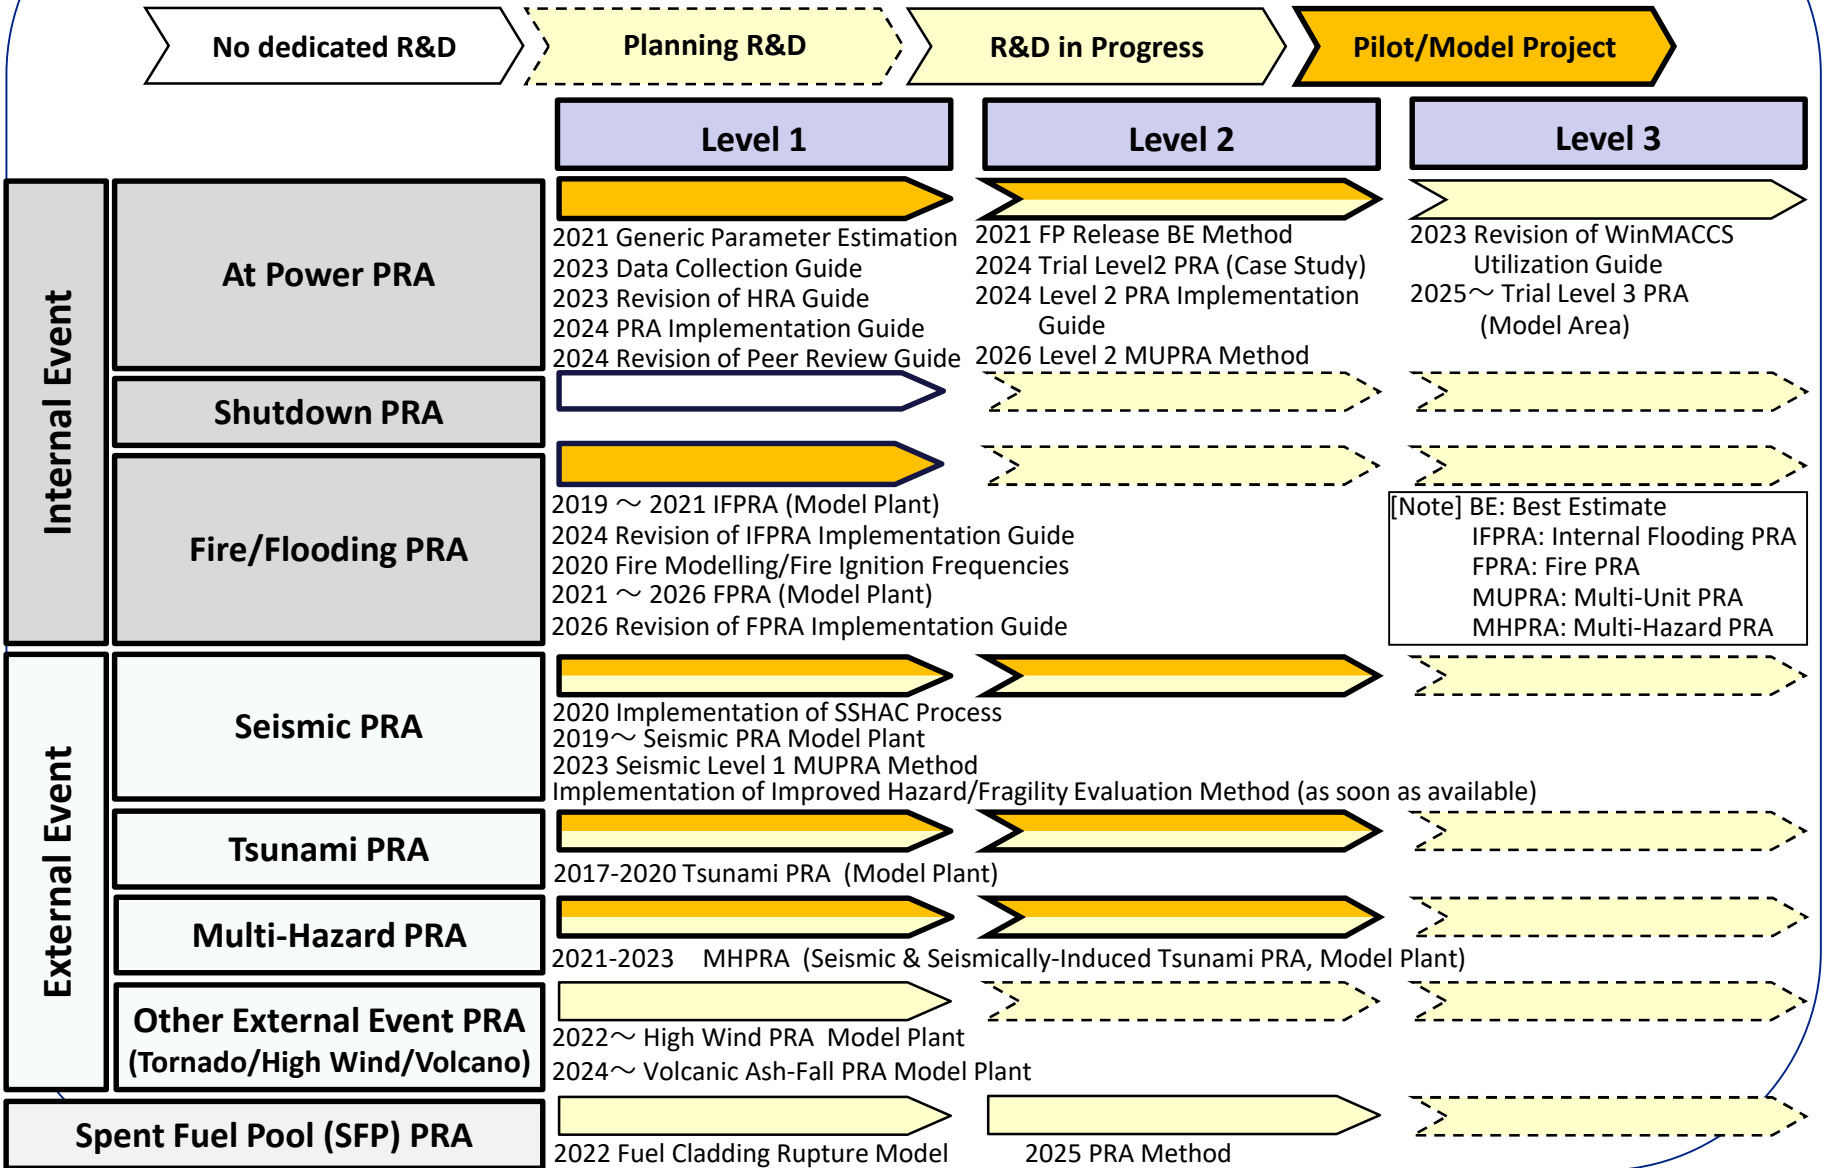 No dedicated R&D
Planning R&D
R&D in Progress
Pilot/Model Project
Level 1
Level 2
Level 3
Internal Event
At Power PRA
2021 Generic Parameter Estimation
2023 Data Collection Guide
2023 Revision of HRA Guide
2024 PRA Implementation Guide
2024 Revision of Peer Review Guide
2021 FP Release BE Method
2024 Trial Level2 PRA (Case Study)
2024 Level 2 PRA Implementation
Guide
2026 Level 2 MUPRA Method
2023 Revision of WinMACCS
Utilization Guide
2025～ Trial Level 3 PRA
(Model Area)
Shutdown PRA
Fire/Flooding PRA
2019 ～ 2021 IFPRA (Model Plant)
2024 Revision of IFPRA Implementation Guide
2020 Fire Modelling/Fire Ignition Frequencies
2021 ～ 2026 FPRA (Model Plant)
2026 Revision of FPRA Implementation Guide
[Note] BE: Best Estimate
IFPRA: Internal Flooding PRA
FPRA: Fire PRA
MUPRA: Multi-Unit PRA
MHPRA: Multi-Hazard PRA
External Event
Seismic PRA
2020 Implementation of SSHAC Process
2019～ Seismic PRA Model Plant
2023 Seismic Level 1 MUPRA Method
Implementation of Improved Hazard/Fragility Evaluation Method (as soon as available)
Tsunami PRA
2017-2020 Tsunami PRA (Model Plant)
Multi-Hazard PRA
2021-2023 MHPRA (Seismic & Seismically-Induced Tsunami PRA, Model Plant)
Other External Event PRA
(Tornado/High Wind/Volcano)
2022～ High Wind PRA Model Plant
2024～ Volcanic Ash-Fall PRA Model Plant
Spent Fuel Pool (SFP) PRA
2022 Fuel Cladding Rupture Model
2025 PRA Method